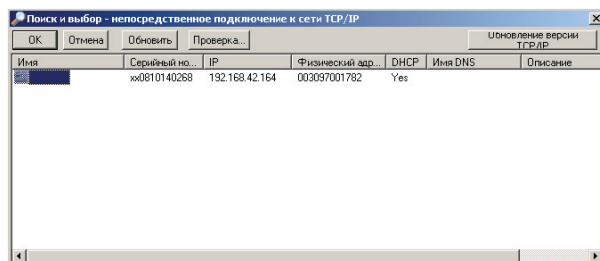 Поиск и выбор - непосредственное подключение к сети TCP/IP
OK Отмена Обновить Проверка... Обновление версии TCP/IP
Имя Серийный но... IP Физический адр... DHCP Имя DNS Описание
xx0810140268 192.168.42.164 003097001782 Yes